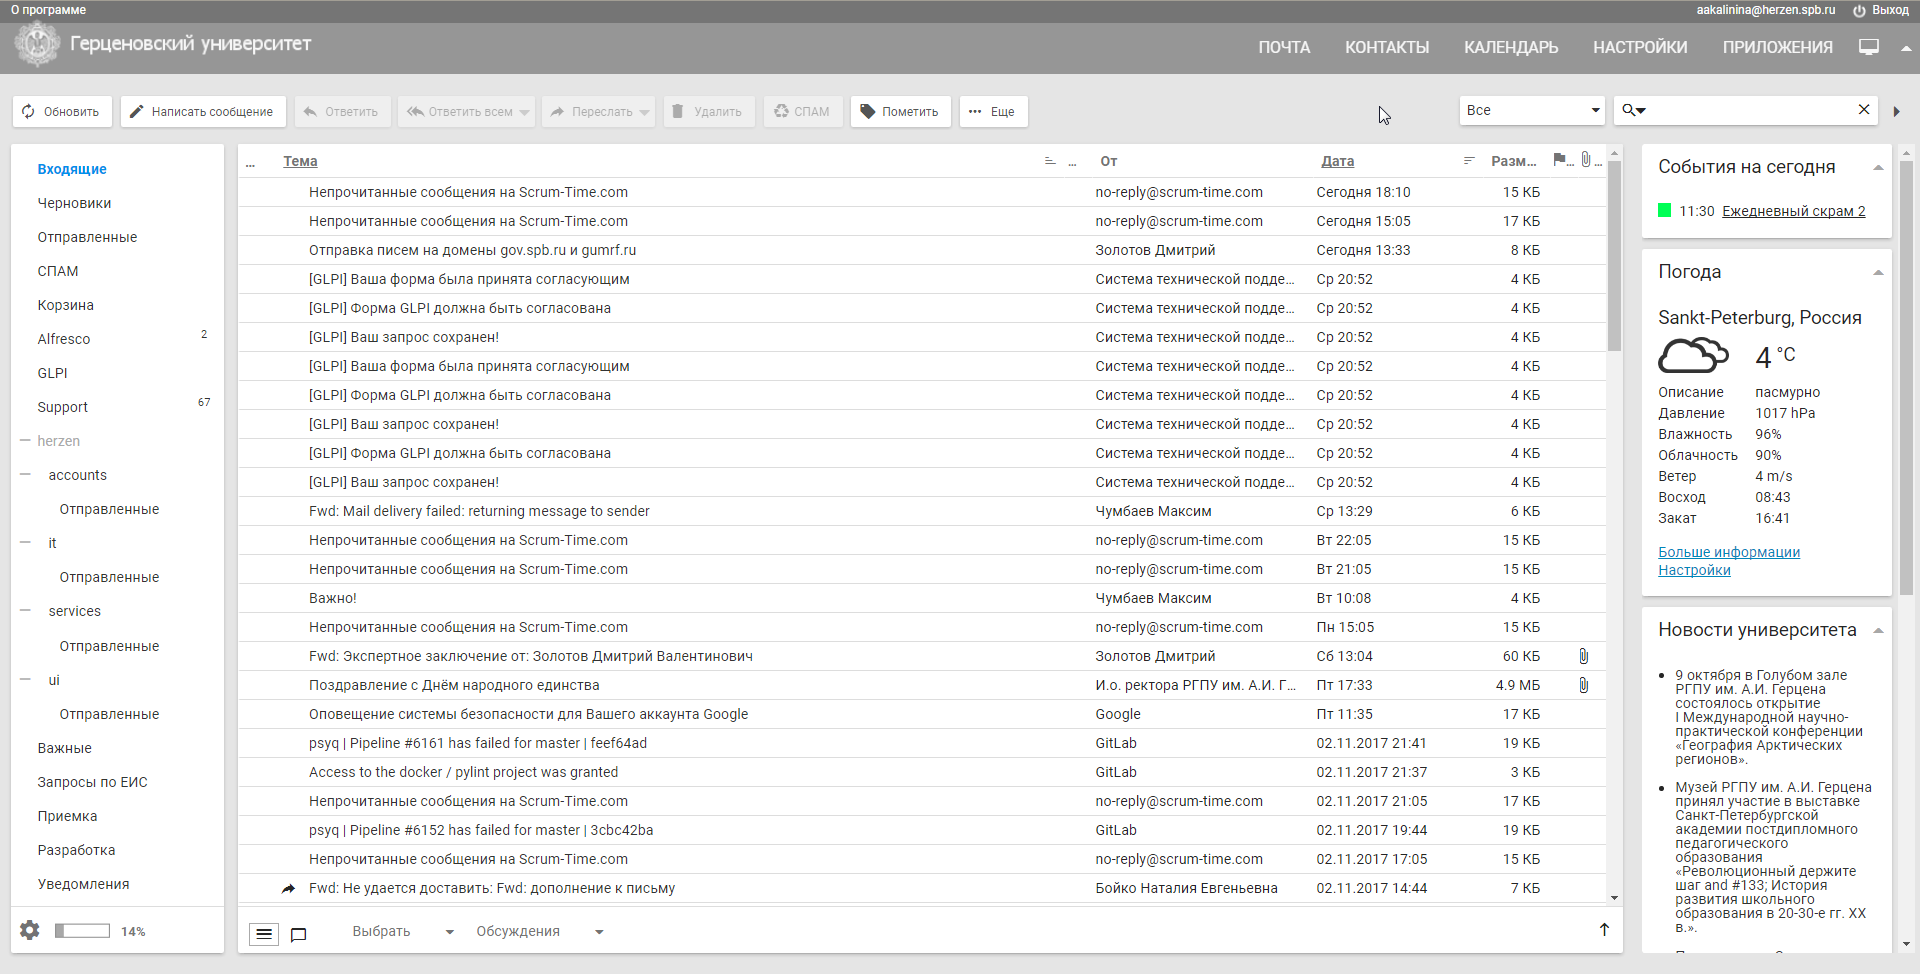 О программе
aakalinina@herzen.spb.ru Выход
Герценовский университет
ПОЧТА КОНТАКТЫ КАЛЕНДАРЬ НАСТРОЙКИ ПРИЛОЖЕНИЯ
Обновить Написать сообщение Ответить Ответить всем Переслать Удалить СПАМ Пометить ··· Еще
Все
Входящие
Черновики
Отправленные
СПАМ
Корзина
Alfresco 2
GLPI
Support 67
herzen
accounts
Отправленные
it
Отправленные
services
Отправленные
ui
Отправленные
Важные
Запросы по ЕИС
Приемка
Разработка
Уведомления
14%
... Тема ... От Дата Разм... ... ...
Непрочитанные сообщения на Scrum-Time.com no-reply@scrum-time.com Сегодня 18:10 15 КБ
Непрочитанные сообщения на Scrum-Time.com no-reply@scrum-time.com Сегодня 15:05 17 КБ
Отправка писем на домены gov.spb.ru и gumrf.ru Золотов Дмитрий Сегодня 13:33 8 КБ
[GLPI] Ваша форма была принята согласующим Система технической подде... Ср 20:52 4 КБ
[GLPI] Форма GLPI должна быть согласована Система технической подде... Ср 20:52 4 КБ
[GLPI] Ваш запрос сохранен! Система технической подде... Ср 20:52 4 КБ
[GLPI] Ваша форма была принята согласующим Система технической подде... Ср 20:52 4 КБ
[GLPI] Форма GLPI должна быть согласована Система технической подде... Ср 20:52 4 КБ
[GLPI] Ваш запрос сохранен! Система технической подде... Ср 20:52 4 КБ
[GLPI] Форма GLPI должна быть согласована Система технической подде... Ср 20:52 4 КБ
[GLPI] Ваш запрос сохранен! Система технической подде... Ср 20:52 4 КБ
Fwd: Mail delivery failed: returning message to sender Чумбаев Максим Ср 13:29 6 КБ
Непрочитанные сообщения на Scrum-Time.com no-reply@scrum-time.com Вт 22:05 15 КБ
Непрочитанные сообщения на Scrum-Time.com no-reply@scrum-time.com Вт 21:05 15 КБ
Важно! Чумбаев Максим Вт 10:08 4 КБ
Непрочитанные сообщения на Scrum-Time.com no-reply@scrum-time.com Пн 15:05 15 КБ
Fwd: Экспертное заключение от: Золотов Дмитрий Валентинович Золотов Дмитрий Сб 13:04 60 КБ
Поздравление с Днём народного единства И.о. ректора РГПУ им. А.И. Г... Пт 17:33 4.9 МБ
Оповещение системы безопасности для Вашего аккаунта Google Google Пт 11:35 17 КБ
psyq | Pipeline #6161 has failed for master | feef64ad GitLab 02.11.2017 21:41 19 КБ
Access to the docker / pylint project was granted GitLab 02.11.2017 21:37 3 КБ
Непрочитанные сообщения на Scrum-Time.com no-reply@scrum-time.com 02.11.2017 21:05 17 КБ
psyq | Pipeline #6152 has failed for master | 3cbc42ba GitLab 02.11.2017 19:44 19 КБ
Непрочитанные сообщения на Scrum-Time.com no-reply@scrum-time.com 02.11.2017 17:05 15 КБ
Fwd: Не удается доставить: Fwd: дополнение к письму Бойко Наталия Евгеньевна 02.11.2017 14:44 7 КБ
Выбрать Обсуждения
События на сегодня
11:30 Ежедневный скрам 2
Погода
Sankt-Peterburg, Россия
4 °C
Описание пасмурно
Давление 1017 hPa
Влажность 96%
Облачность 90%
Ветер 4 m/s
Восход 08:43
Закат 16:41
Больше информации
Настройки
Новости университета
• 9 октября в Голубом зале
РГПУ им. А.И. Герцена
состоялось открытие
I Международной научно-
практической конференции
«География Арктических
регионов».
• Музей РГПУ им. А.И. Герцена
принял участие в выставке
Санкт-Петербургской
академии постдипломного
педагогического
образования
«Революционный держите
шаг and #133; История
развития школьного
образования в 20-30-е гг. XX
в.».